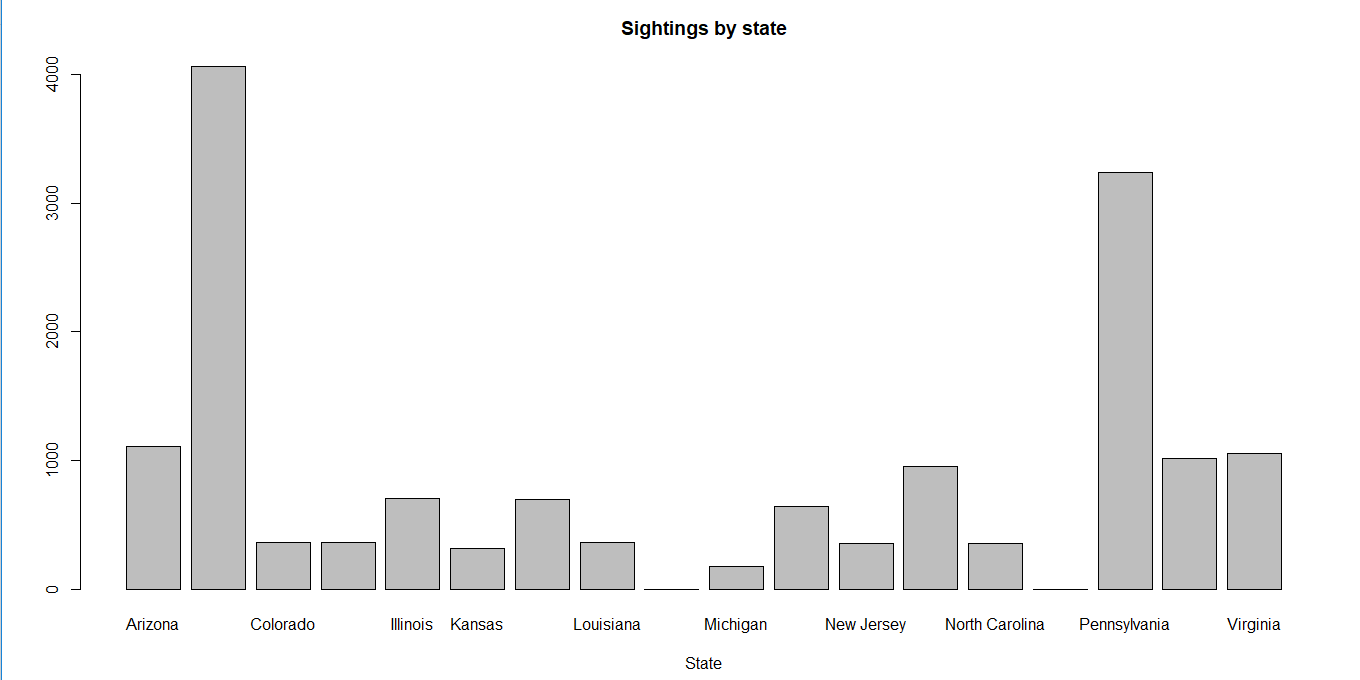 Sightings by state
4000
3000
2000
1000
0
Arizona Colorado Illinois Kansas Louisiana Michigan New Jersey North Carolina Pennsylvania Virginia
State